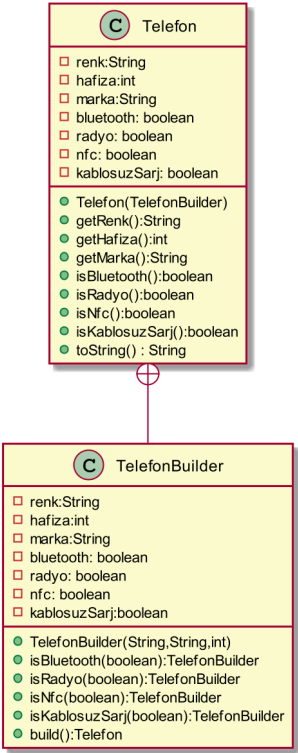 C Telefon
renk:String
hafiza:int
marka:String
bluetooth: boolean
radyo: boolean
nfc: boolean
kablosuzSarj: boolean
Telefon(TelefonBuilder)
getRenk():String
getHafiza():int
getMarka():String
isBluetooth():boolean
isRadyo():boolean
isNfc():boolean
isKablosuzSarj():boolean
toString() : String
C TelefonBuilder
renk:String
hafiza:int
marka:String
bluetooth: boolean
radyo: boolean
nfc: boolean
kablosuzSarj:boolean
TelefonBuilder(String,String,int)
isBluetooth(boolean):TelefonBuilder
isRadyo(boolean):TelefonBuilder
isNfc(boolean):TelefonBuilder
isKablosuzSarj(boolean):TelefonBuilder
build():Telefon